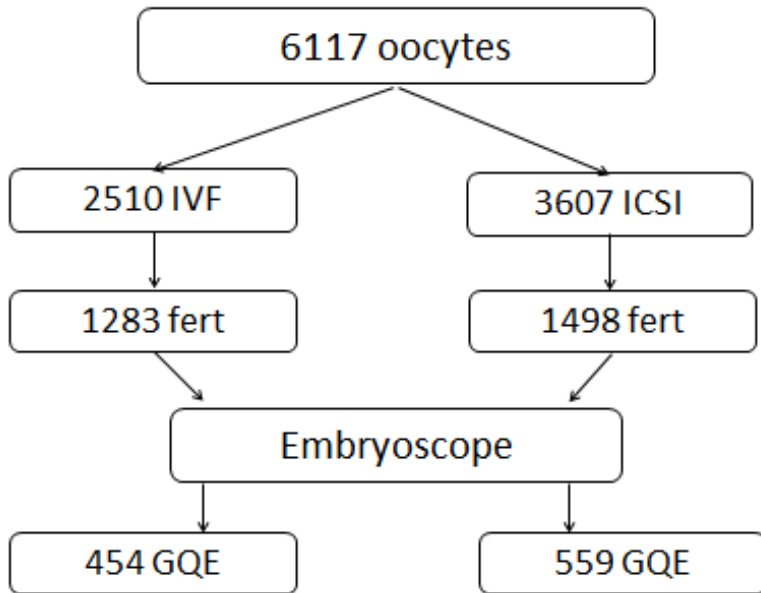 6117 oocytes
2510 IVF
3607 ICSI
1283 fert
1498 fert
Embryoscope
454 GQE
559 GQE